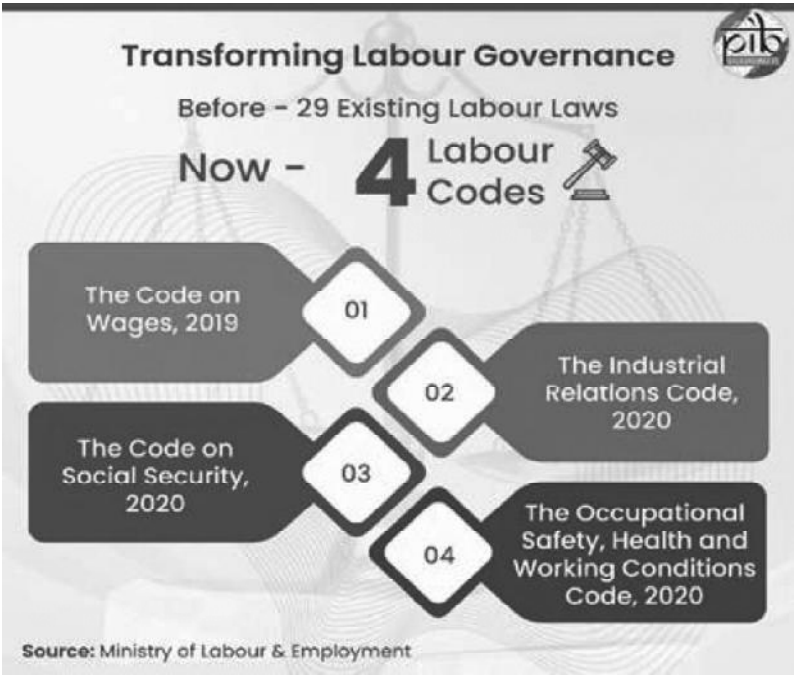 pib
Transforming Labour Governance
Before - 29 Existing Labour Laws
Now - 4 Labour
Codes
The Code on
Wages, 2019
01
02
The Industrial
Relations Code,
2020
The Code on
Social Security,
2020
03
04
The Occupational
Safety, Health and
Working Conditions
Code, 2020
Source: Ministry of Labour & Employment